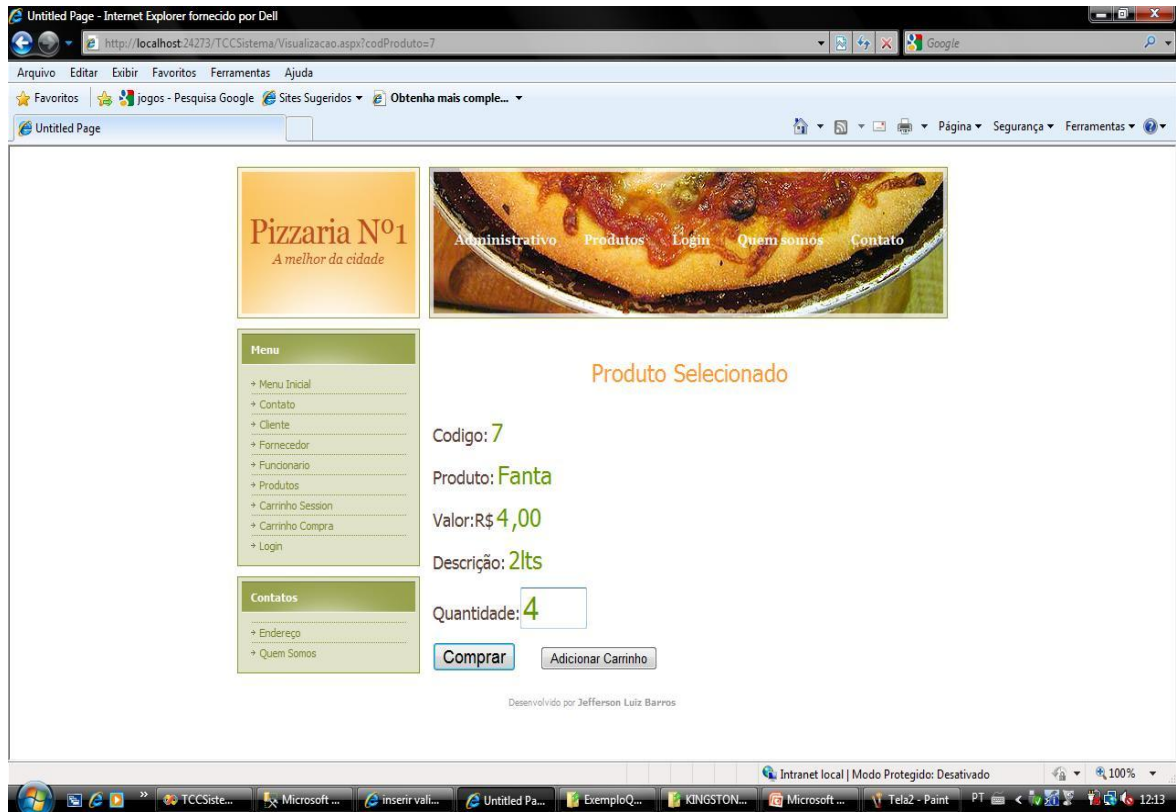 Untitled Page - Internet Explorer fornecido por Dell
http://localhost:24273/TCCSistema/Visualizacao.aspx?codProduto=7
Google
Arquivo Editar Exibir Favoritos Ferramentas Ajuda
Favoritos jogos - Pesquisa Google Sites Sugeridos Obtenha mais comple...
Untitled Page
Página Segurança Ferramentas
Pizzaria Nº1
A melhor da cidade
Administrativo Produtos Login Quem somos Contato
Menu
Menu Inicial
Contato
Cliente
Fornecedor
Funcionario
Produtos
Carrinho Session
Carrinho Compra
Login
Contatos
Endereço
Quem Somos
Produto Selecionado
Codigo: 7
Produto: Fanta
Valor:R$ 4,00
Descrição: 2lts
Quantidade: 4
Comprar Adicionar Carrinho
Desenvolvido por Jefferson Luiz Barros
Intranet local | Modo Protegido: Desativado 100%
TCCSiste... Microsoft ... inserir vali... Untitled Pa... ExemploQ... KINGSTON... Microsoft ... Tela2 - Paint PT 12:13